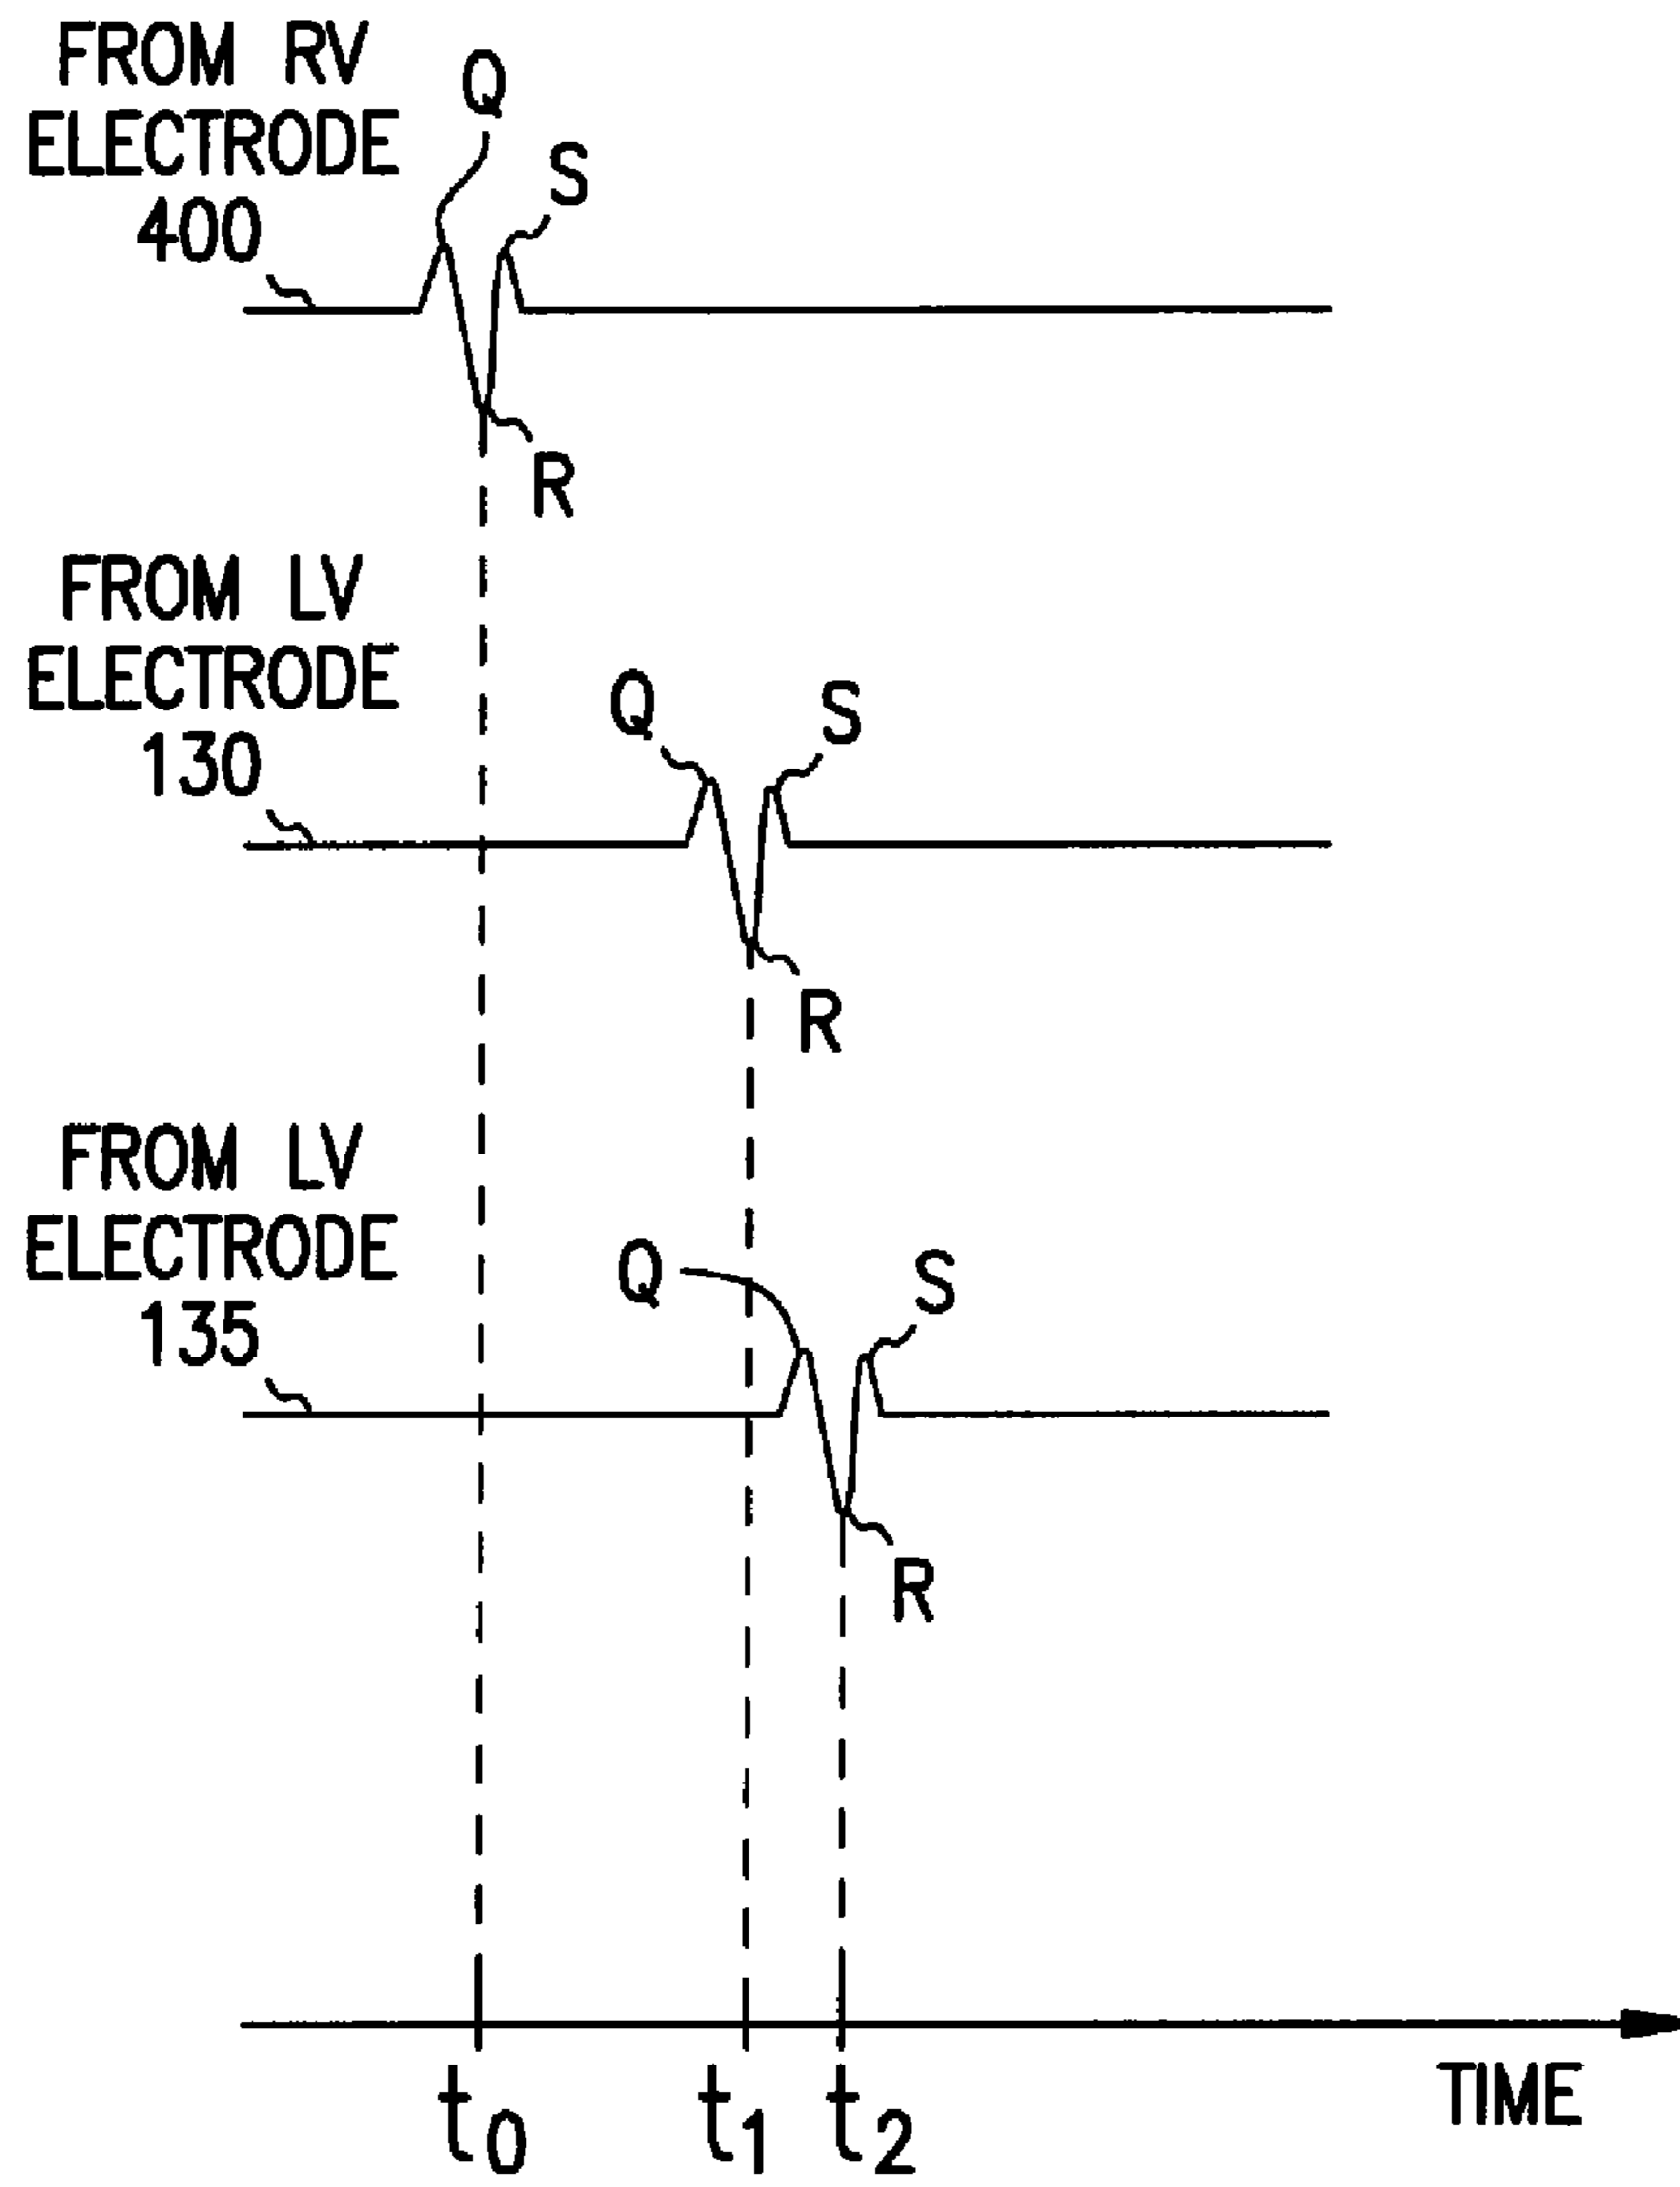 FROM RV
ELECTRODE
400
Q
S
R
FROM LV
ELECTRODE
130
Q
S
R
FROM LV
ELECTRODE
135
Q
S
R
t0
t1
t2
TIME